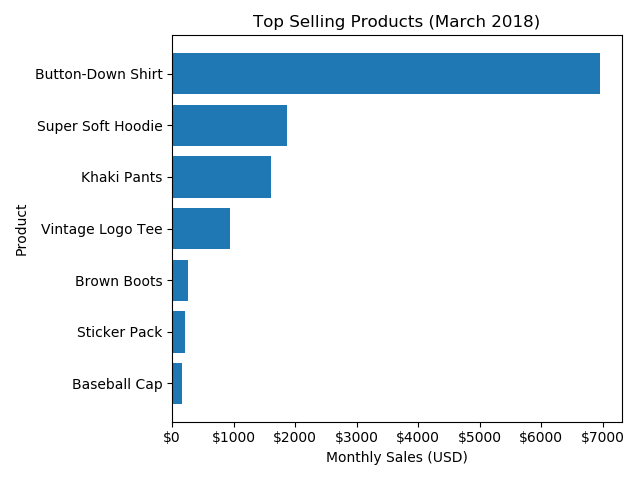 Top Selling Products (March 2018)
Product
Button-Down Shirt
Super Soft Hoodie
Khaki Pants
Vintage Logo Tee
Brown Boots
Sticker Pack
Baseball Cap
$0 $1000 $2000 $3000 $4000 $5000 $6000 $7000
Monthly Sales (USD)